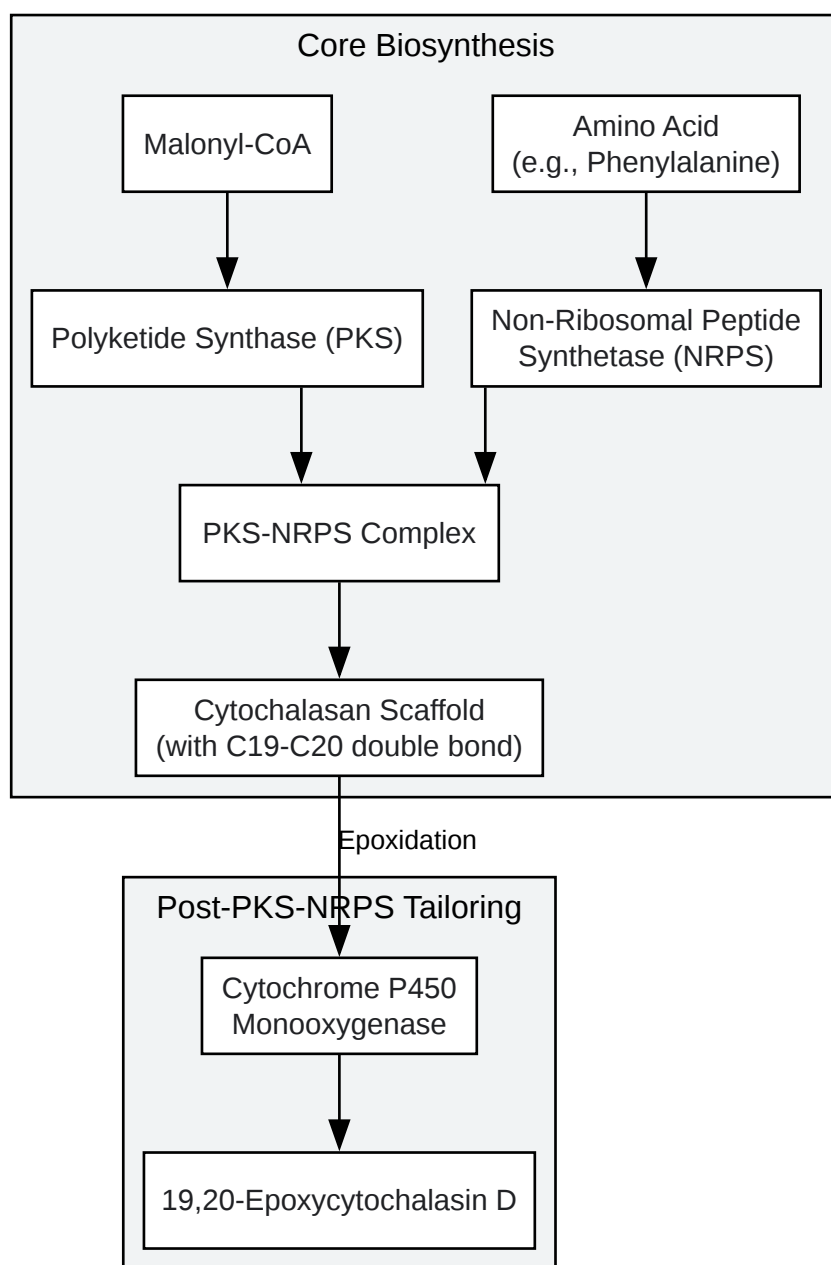 Core Biosynthesis
Malonyl-CoA
Amino Acid
(e.g., Phenylalanine)
Polyketide Synthase (PKS)
Non-Ribosomal Peptide
Synthetase (NRPS)
PKS-NRPS Complex
Cytochalasan Scaffold
(with C19-C20 double bond)
Epoxidation
Post-PKS-NRPS Tailoring
Cytochrome P450
Monooxygenase
19,20-Epoxycytochalasin D